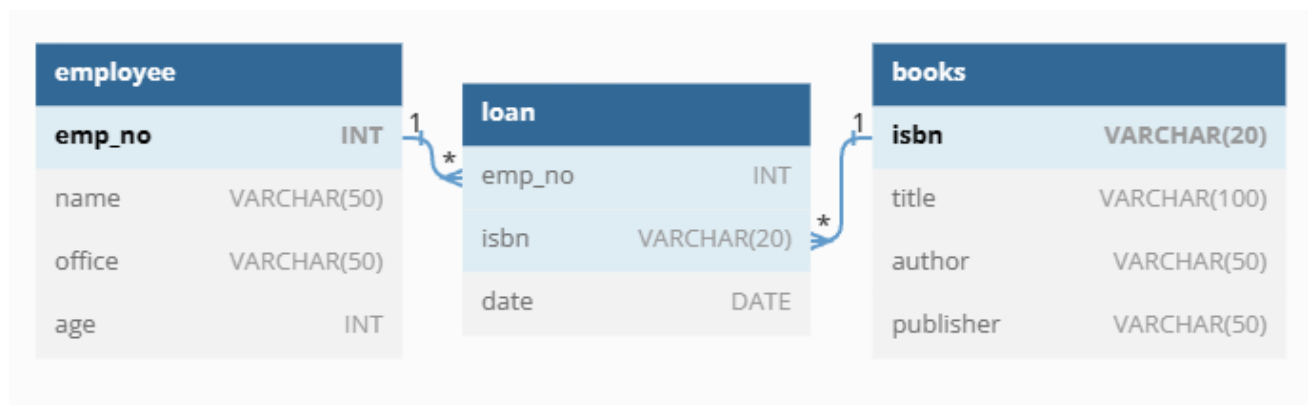 employee
emp_no INT
name VARCHAR(50)
office VARCHAR(50)
age INT
1
*
loan
emp_no INT
isbn VARCHAR(20)
date DATE
*
1
books
isbn VARCHAR(20)
title VARCHAR(100)
author VARCHAR(50)
publisher VARCHAR(50)